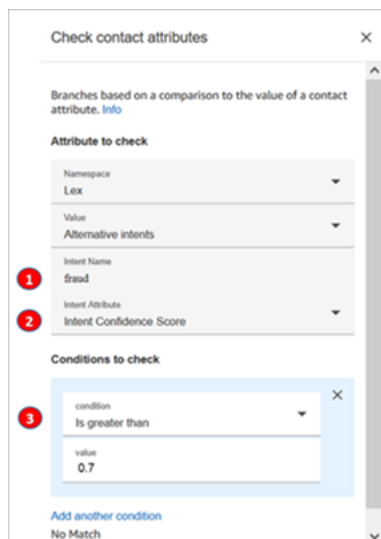 Check contact attributes
Branches based on a comparison to the value of a contact
attribute. Info
Attribute to check
Namespace
Lex
Value
Alternative intents
Intent Name
1
fraud
Intent Attribute
2
Intent Confidence Score
Conditions to check
condition
3
Is greater than
value
0.7
Add another condition
No Match